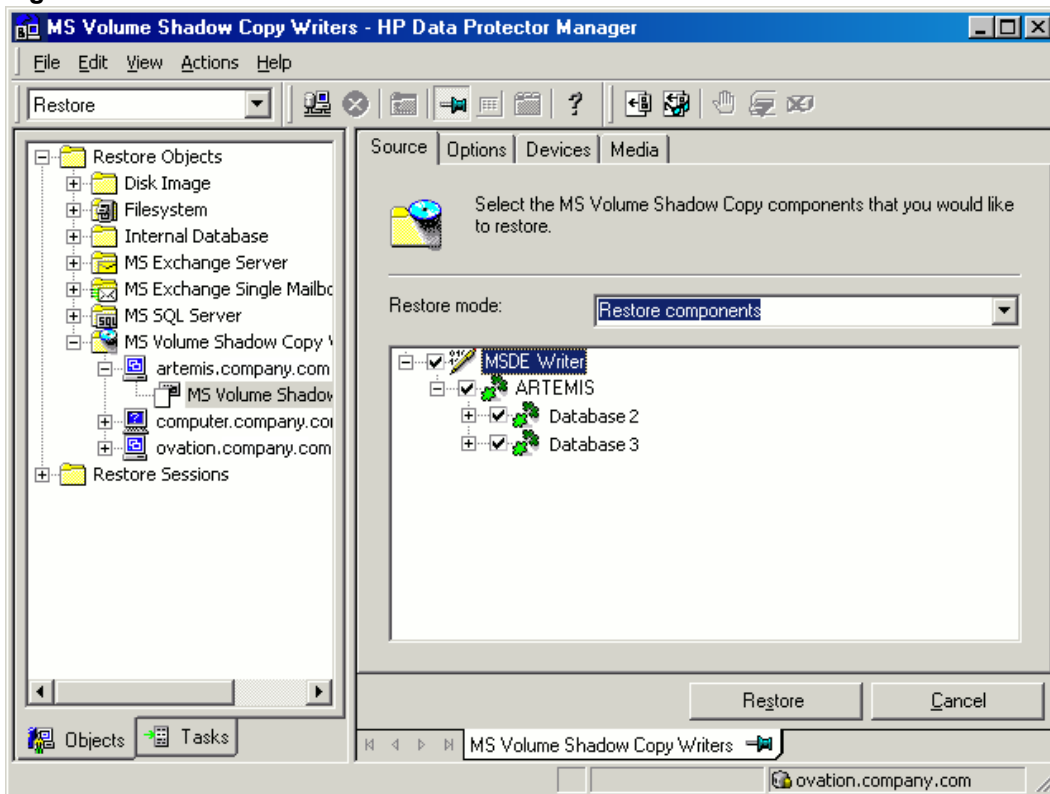 MS Volume Shadow Copy Writers - HP Data Protector Manager
File Edit View Actions Help
Restore
Restore Objects
Disk Image
Filesystem
Internal Database
MS Exchange Server
MS Exchange Single Mailbo
MS SQL Server
MS Volume Shadow Copy
artemis.company.com
MS Volume Shadow
computer.company.co
ovation.company.com
Restore Sessions
Objects Tasks
Source Options Devices Media
Select the MS Volume Shadow Copy components that you would like
to restore.
Restore mode: Restore components
MSDE Writer
ARTEMIS
Database 2
Database 3
Restore Cancel
MS Volume Shadow Copy Writers
ovation.company.com